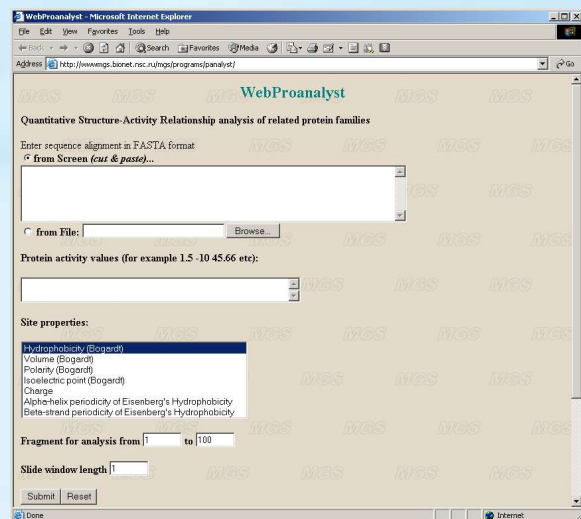 WebProanalyst - Microsoft Internet Explorer
File Edit View Favorites Tools Help
Back Search Favorites Media
Address http://wwwmgs.bionet.nsc.ru/mgs/programs/panalyst/ Go
WebProanalyst
Quantitative Structure-Activity Relationship analysis of related protein families
Enter sequence alignment in FASTA format
from Screen (cut & paste)...
from File: Browse...
Protein activity values (for example 1.5 -10 45.66 etc):
Site properties:
Hydrophobicity (Bogardt)
Volume (Bogardt)
Polarity (Bogardt)
Isoelectric point (Bogardt)
Charge
Alpha-helix periodicity of Eisenberg's Hydrophobicity
Beta-strand periodicity of Eisenberg's Hydrophobicity
Fragment for analysis from 1 to 100
Slide window length 1
Submit Reset
Done Internet